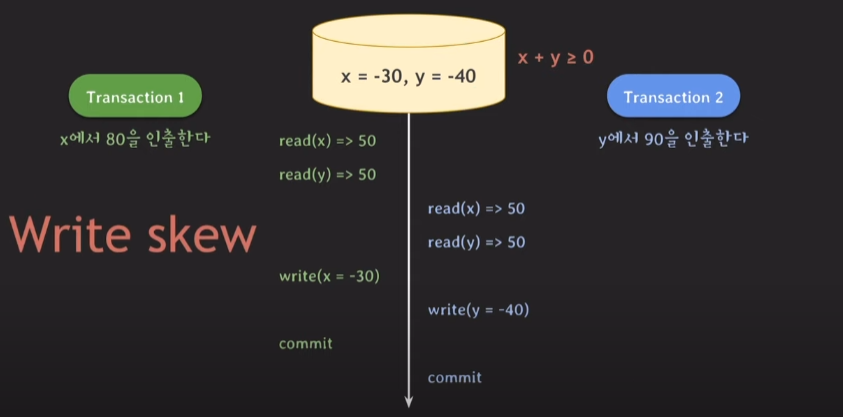 x = -30, y = -40
x + y ≥ 0
Transaction 1
Transaction 2
x에서 80을 인출한다
y에서 90을 인출한다
read(x) => 50
read(y) => 50
read(x) => 50
Write skew
read(y) => 50
write(x = -30)
write(y = -40)
commit
commit